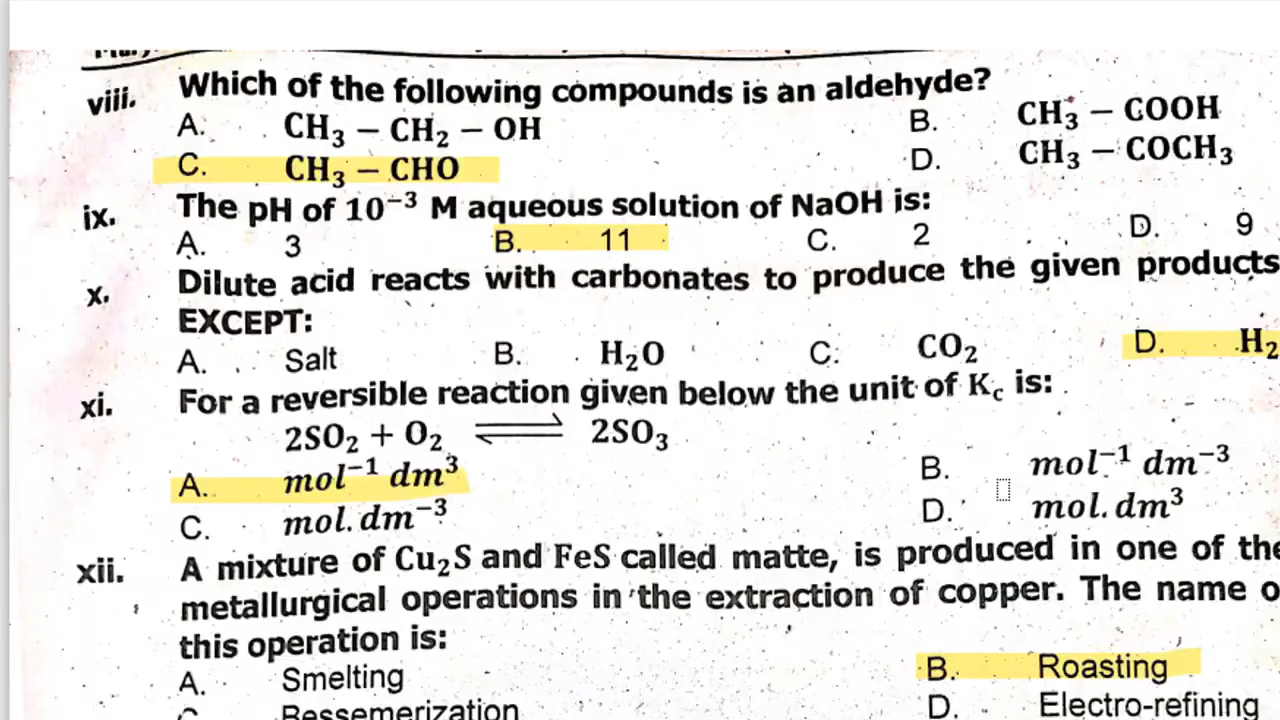 viii. Which of the following compounds is an aldehyde?
A. CH₃ – CH₂ – OH B. CH₃ – COOH
C. CH₃ – CHO D. CH₃ – COCH₃
ix. The pH of 10⁻³ M aqueous solution of NaOH is:
A. 3 B. 11 C. 2 D. 9
x. Dilute acid reacts with carbonates to produce the given products
EXCEPT:
A. Salt B. H₂O C. CO₂ D. H₂
xi. For a reversible reaction given below the unit of K꜀ is:
2SO₂ + O₂ ⇌ 2SO₃
A. mol⁻¹ dm³ B. mol⁻¹ dm⁻³
C. mol. dm⁻³ D. mol. dm³
xii. A mixture of Cu₂S and FeS called matte, is produced in one of the
metallurgical operations in the extraction of copper. The name o
this operation is:
A. Smelting B. Roasting
C. Bessemerization D. Electro-refining